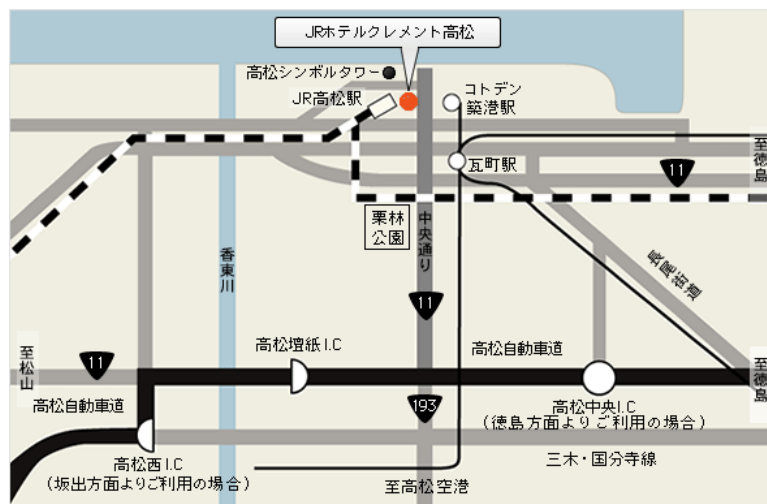 JRホテルクレメント高松
高松シンボルタワー
JR高松駅
コトデン
築港駅
至徳島
瓦町駅
11
栗林
公園
中央通り
香東川
長尾街道
11
高松壇紙I.C
高松自動車道
至松山
11
至徳島
高松自動車道
193
高松中央I.C
(徳島方面よりご利用の場合)
高松西I.C
(坂出方面よりご利用の場合)
三木・国分寺線
至高松空港